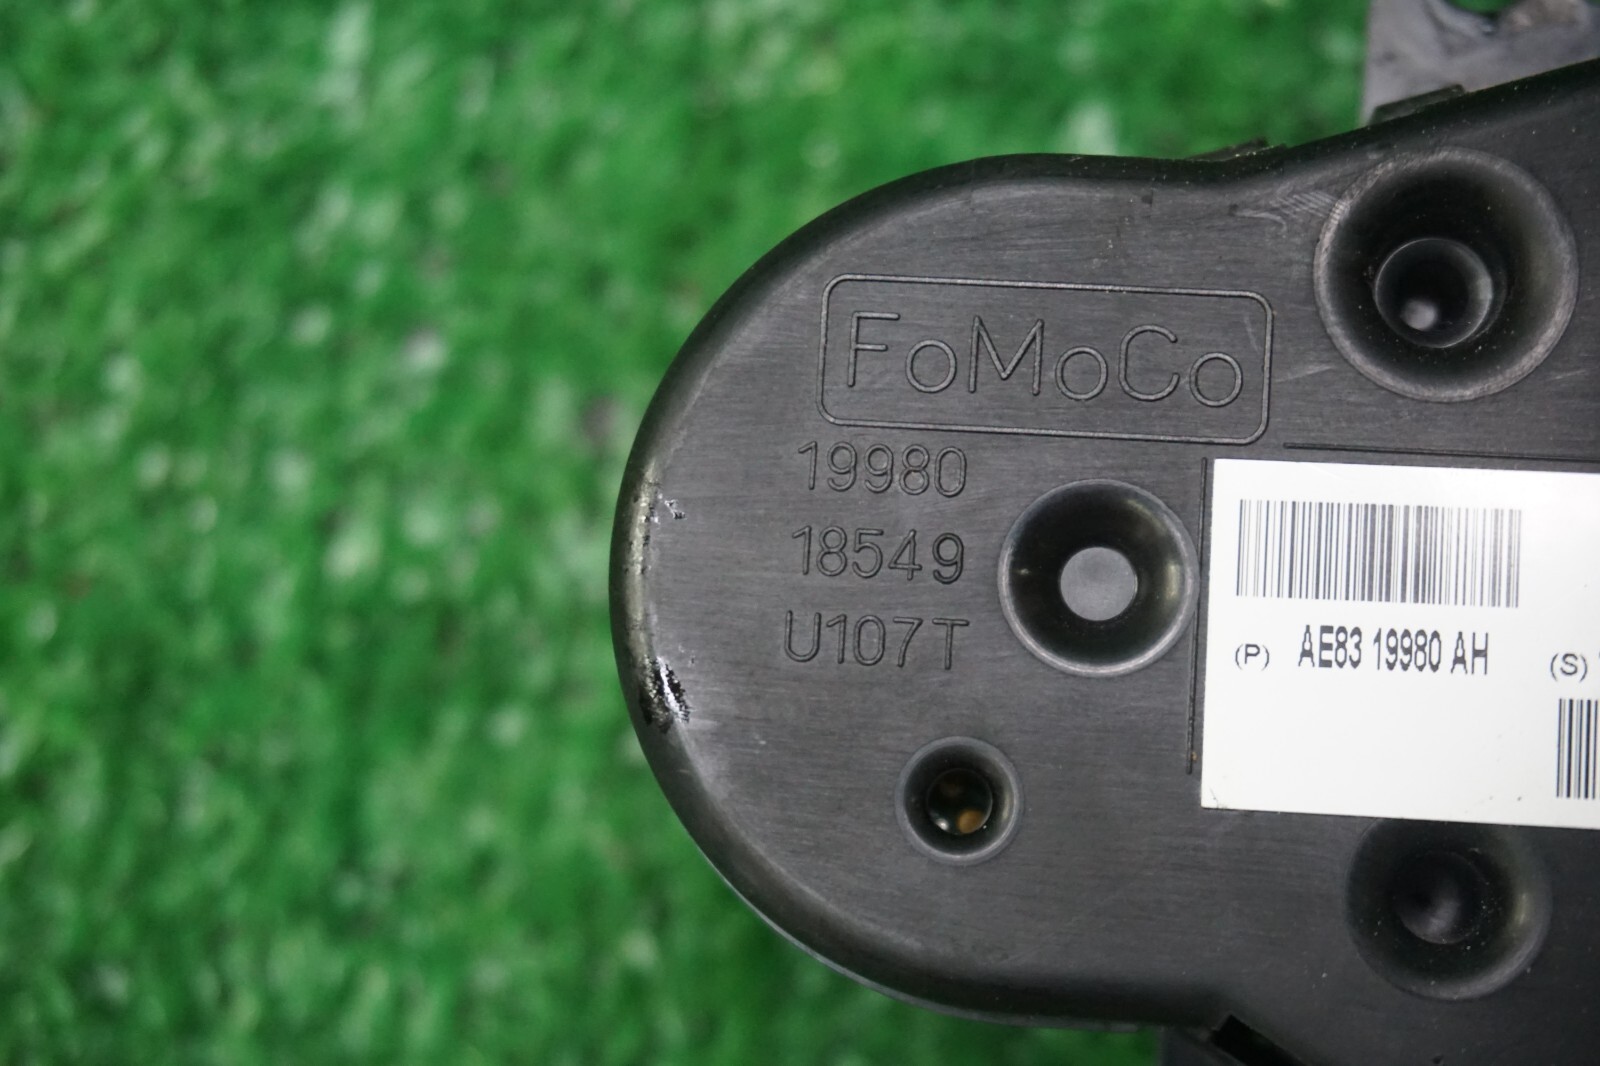 FoMoCo
19980
18549
U107T
(P) AE83 19980 AH (S)